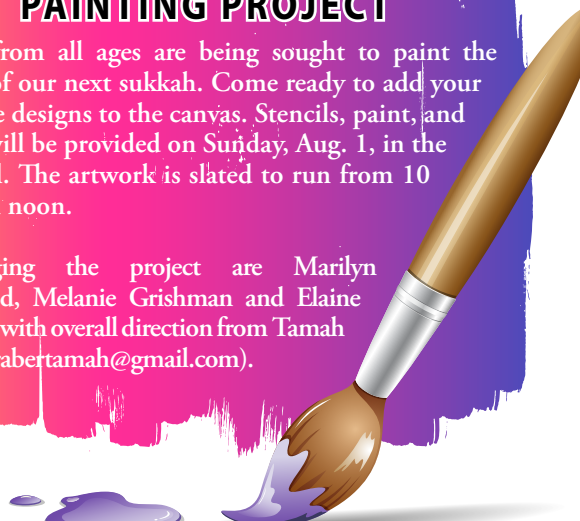 PAINTING PROJECT
from all ages are being sought to paint the
of our next sukkah. Come ready to add your
designs to the canvas. Stencils, paint, and
will be provided on Sunday, Aug. 1, in the
The artwork is slated to run from 10
noon.
the project are Marilyn
Melanie Grishman and Elaine
with overall direction from Tamah
rabertamah@gmail.com).